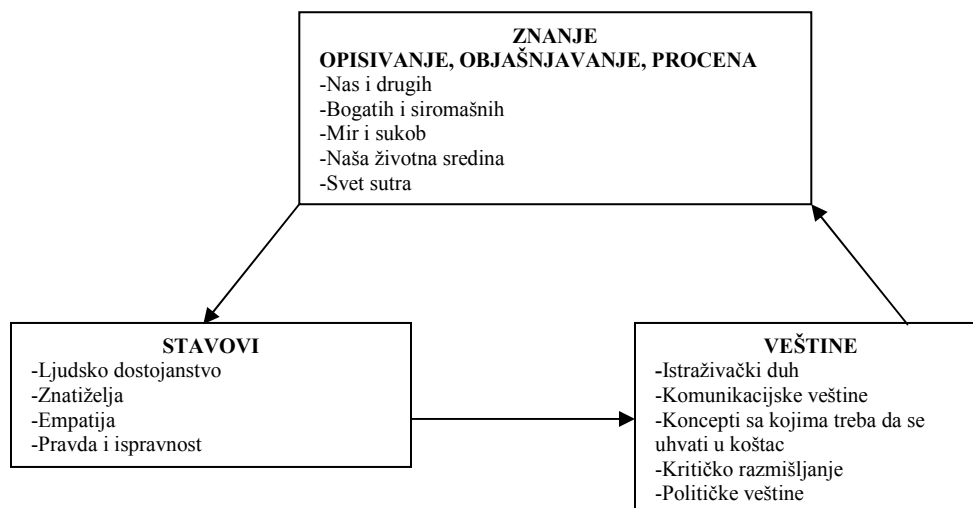 ZNANJE
OPISIVANJE, OBJAŠNJAVANJE, PROCENA
-Nas i drugih
-Bogatih i siromašnih
-Mir i sukob
-Naša životna sredina
-Svet sutra
STAVOVI
-Ljudsko dostojanstvo
-Znatiželja
-Empatija
-Pravda i ispravnost
VEŠTINE
-Istraživački duh
-Komunikacijske veštine
-Koncepti sa kojima treba da se
uhvati u koštac
-Kritičko razmišljanje
-Političke veštine